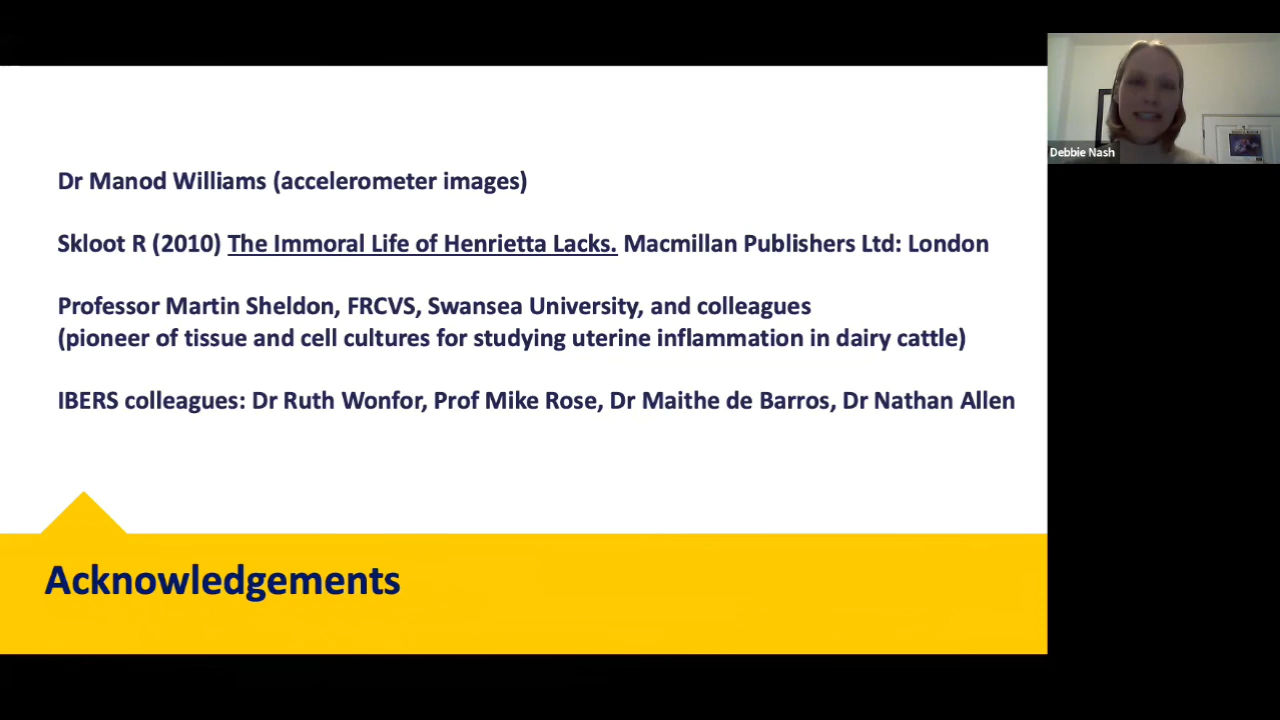 Dr Manod Williams (accelerometer images)
Skloot R (2010) The Immoral Life of Henrietta Lacks. Macmillan Publishers Ltd: London
Professor Martin Sheldon, FRCVS, Swansea University, and colleagues
(pioneer of tissue and cell cultures for studying uterine inflammation in dairy cattle)
IBERS colleagues: Dr Ruth Wonfor, Prof Mike Rose, Dr Maithe de Barros, Dr Nathan Allen
Acknowledgements
Debbie Nash